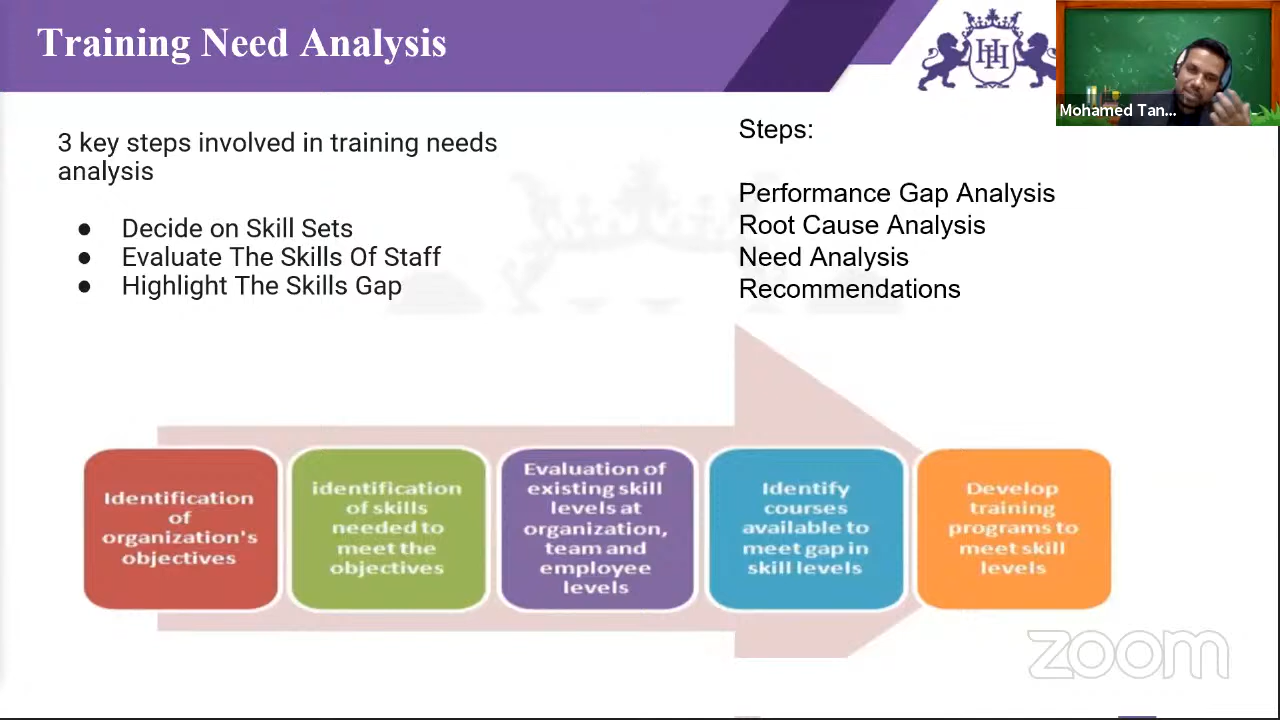 Training Need Analysis
HH
Mohamed Tan...
3 key steps involved in training needs
analysis
● Decide on Skill Sets
● Evaluate The Skills Of Staff
● Highlight The Skills Gap
Steps:
Performance Gap Analysis
Root Cause Analysis
Need Analysis
Recommendations
Identification
of
organization's
objectives
identification
of skills
needed to
meet the
objectives
Evaluation of
existing skill
levels at
organization,
team and
employee
levels
Identify
courses
available to
meet gap in
skill levels
Develop
training
programs to
meet skill
levels
zoom